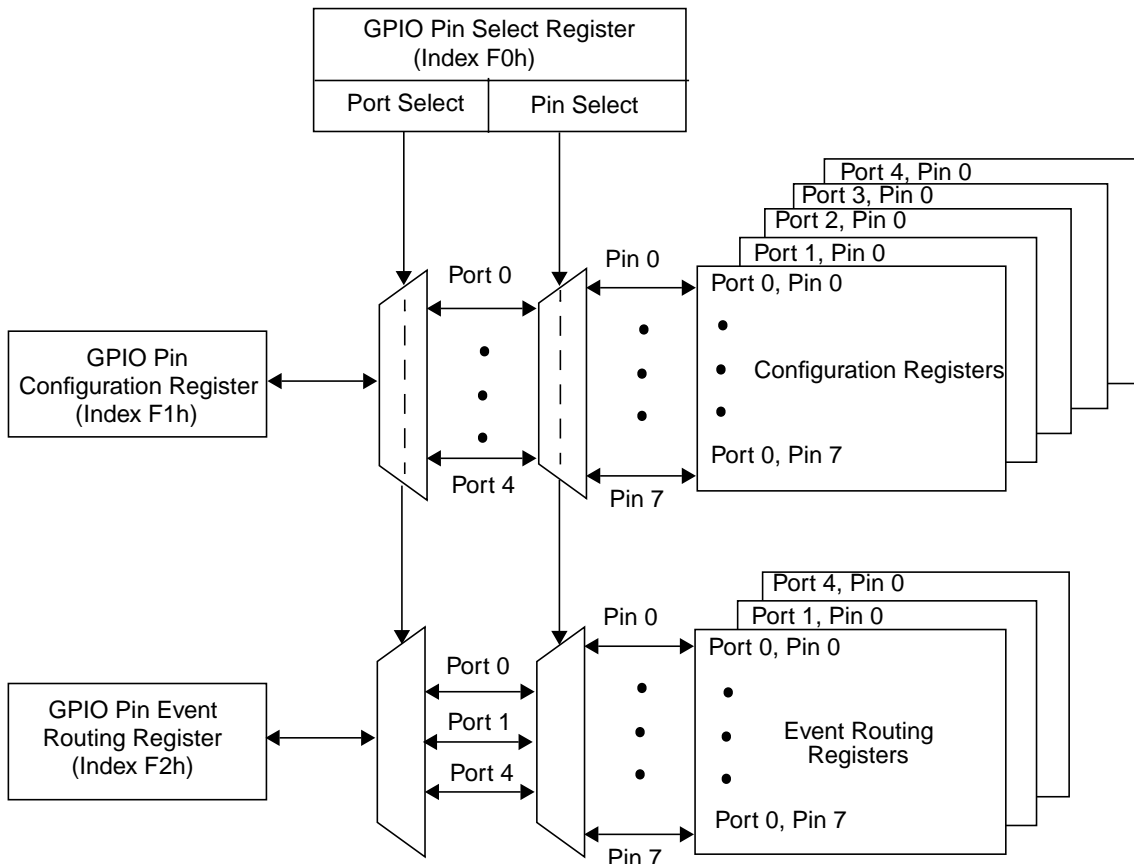 GPIO Pin Select Register
(Index F0h)
Port Select
Pin Select
Port 4, Pin 0
Port 3, Pin 0
Port 2, Pin 0
Port 1, Pin 0
Port 0
Pin 0
Port 0, Pin 0
GPIO Pin
Configuration Register
(Index F1h)
Configuration Registers
Port 0, Pin 7
Port 4
Pin 7
Port 4, Pin 0
Port 1, Pin 0
Pin 0
Port 0, Pin 0
Port 0
GPIO Pin Event
Routing Register
(Index F2h)
Port 1
Event Routing
Registers
Port 4
Port 0, Pin 7
Pin 7